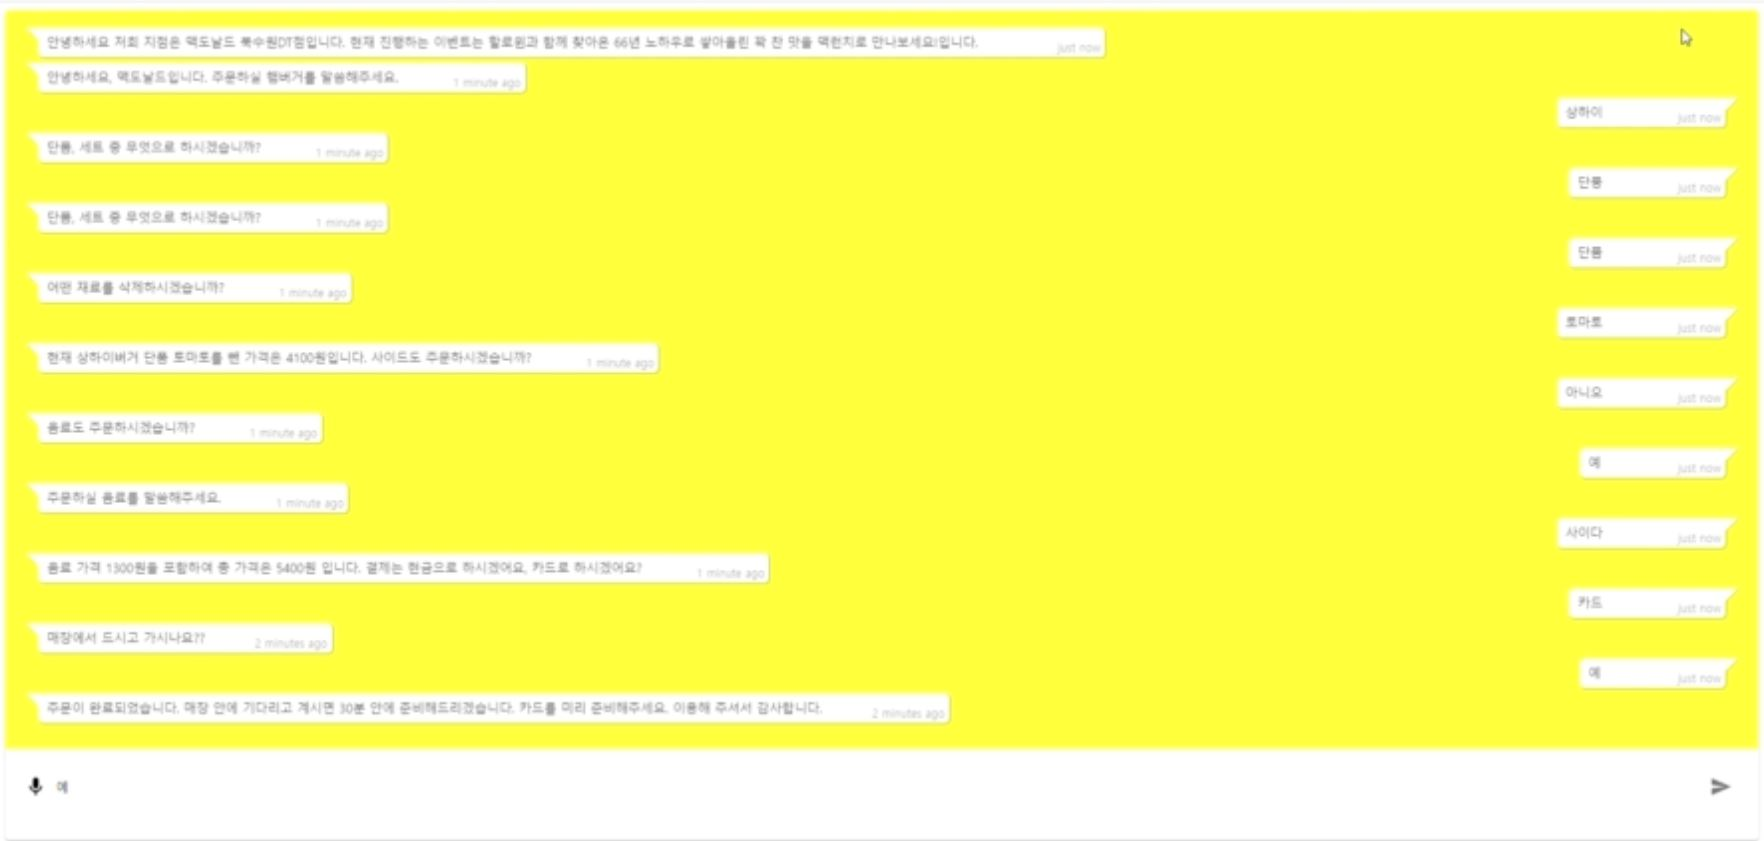 안녕하세요 저희 지점은 맥도날드 북수원DT점입니다. 현재 진행하는 이벤트는 할로윈과 함께 찾아온 66년 노하우로 쌓아올린 꽉 찬 맛을 맥런치로 만나보세요!입니다.
just now
안녕하세요, 맥도날드입니다. 주문하실 햄버거를 말씀해주세요.
1 minute ago
상하이
just now
단품, 세트 중 무엇으로 하시겠습니까?
1 minute ago
단풍
just now
단품, 세트 중 무엇으로 하시겠습니까?
1 minute ago
단품
just now
어떤 재료를 삭제하시겠습니까?
1 minute ago
토마토
just now
현재 상하이버거 단품 토마토를 뺀 가격은 4100원입니다. 사이드도 주문하시겠습니까?
1 minute ago
아니요
just now
음료도 주문하시겠습니까?
1 minute ago
예
just now
주문하실 음료를 말씀해주세요.
1 minute ago
사이다
just now
음료 가격 1300원을 포함하여 총 가격은 5400원 입니다. 결제는 현금으로 하시겠어요, 카드로 하시겠어요?
1 minute ago
카드
just now
매장에서 드시고 가시나요??
2 minutes ago
예
just now
주문이 완료되었습니다. 매장 안에 기다리고 계시면 30분 안에 준비해드리겠습니다. 카드를 미리 준비해주세요. 이용해 주셔서 감사합니다.
2 minutes ago
예